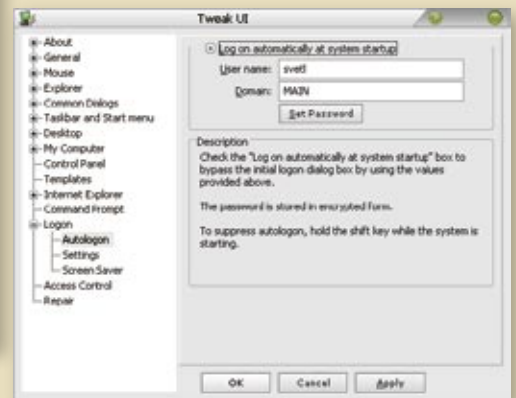 Tweak UI
About
General
Mouse
Explorer
Common Dialogs
Taskbar and Start menu
Desktop
My Computer
Control Panel
Templates
Internet Explorer
Command Prompt
Logon
Autologon
Settings
Screen Saver
Access Control
Repair
Log on automatically at system startup
User name:
Domain: MAIN
Set Password
Description
Check the "Log on automatically at system startup" box to
bypass the initial logon dialog box by using the values
provided above.
The password is stored in encrypted form.
To suppress autologon, hold the shift key while the system is
starting.
OK Cancel Apply